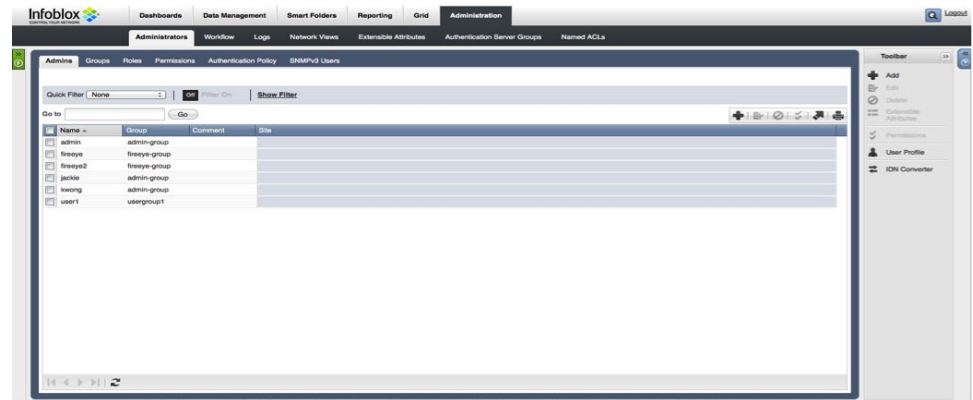 Infoblox
CONTROL YOUR NETWORK
Dashboards Data Management Smart Folders Reporting Grid Administration
Logout
Administrators Workflow Logs Network Views Extensible Attributes Authentication Server Groups Named ACLs
Admins Groups Roles Permissions Authentication Policy SNMPv3 Users
Quick Filter None Off Filter On Show Filter
Go to Go
Name Group Comment Site
admin admin-group
fireeye fireeye-group
fireeye2 fireeye-group
jackie admin-group
kwong admin-group
user1 usergroup1
Toolbar
Add
Edit
Delete
Extensible
Attributes
Permissions
User Profile
IDN Converter